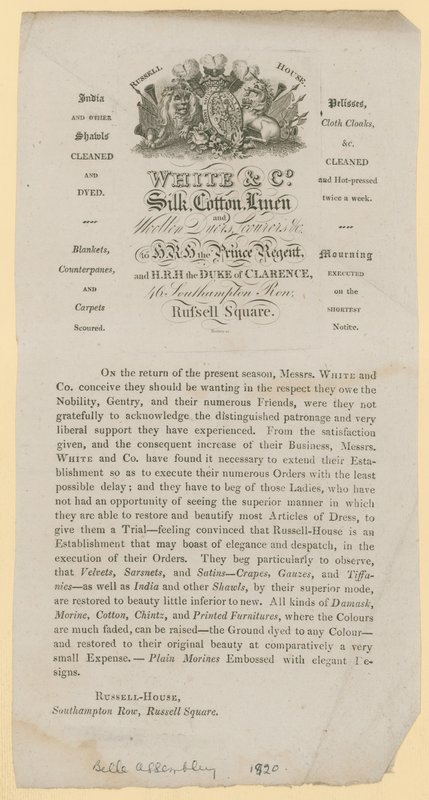 RUSSELL HOUSE.
India
AND OTHER
Shawls
CLEANED
AND
DYED.
Blankets,
Counterpanes,
AND
Carpets
Scoured.
WHITE & Co.
Silk, Cotton, Linen
and
Woollen Dyers, Scourers &c.
to H.R.H the Prince Regent,
and H.R.H the DUKE of CLARENCE,
46 Southampton Row,
Russell Square.
Pelisses,
Cloth Cloaks,
&c.
CLEANED
and Hot-pressed
twice a week.
Mourning
EXECUTED
on the
SHORTEST
Notice.
ON the return of the present season, Messrs. WHITE and
Co. conceive they should be wanting in the respect they owe the
Nobility, Gentry, and their numerous Friends, were they not
gratefully to acknowledge the distinguished patronage and very
liberal support they have experienced. From the satisfaction
given, and the consequent increase of their Business, Messrs.
WHITE and Co. have found it necessary to extend their Esta-
blishment so as to execute their numerous Orders with the least
possible delay; and they have to beg of those Ladies, who have
not had an opportunity of seeing the superior manner in which
they are able to restore and beautify most Articles of Dress, to
give them a Trial—feeling convinced that Russell-House is an
Establishment that may boast of elegance and despatch, in the
execution of their Orders. They beg particularly to observe,
that Velvets, Sarsnets, and Satins—Crapes, Gauzes, and Tiffa-
nies—as well as India and other Shawls, by their superior mode,
are restored to beauty little inferior to new. All kinds of Damask,
Morine, Cotton, Chintz, and Printed Furnitures, where the Colours
are much faded, can be raised—the Ground dyed to any Colour—
and restored to their original beauty at comparatively a very
small Expense.—Plain Morines Embossed with elegant De-
signs.
RUSSELL-HOUSE,
Southampton Row, Russell Square.
Belle Assembley 1820.